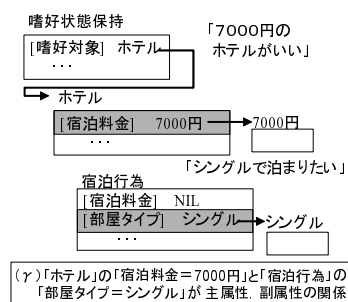 嗜好状態保持
[嗜好対象] ホテル
・・・
「7000円の
ホテルがいい」
ホテル
[宿泊料金] 7000円
7000円
・・・
「シングルで泊まりたい」
宿泊行為
[宿泊料金] NIL
[部屋タイプ] シングル
シングル
・・・
(γ)「ホテル」の「宿泊料金=7000円」と「宿泊行為」の
「部屋タイプ=シングル」が 主属性, 副属性の関係